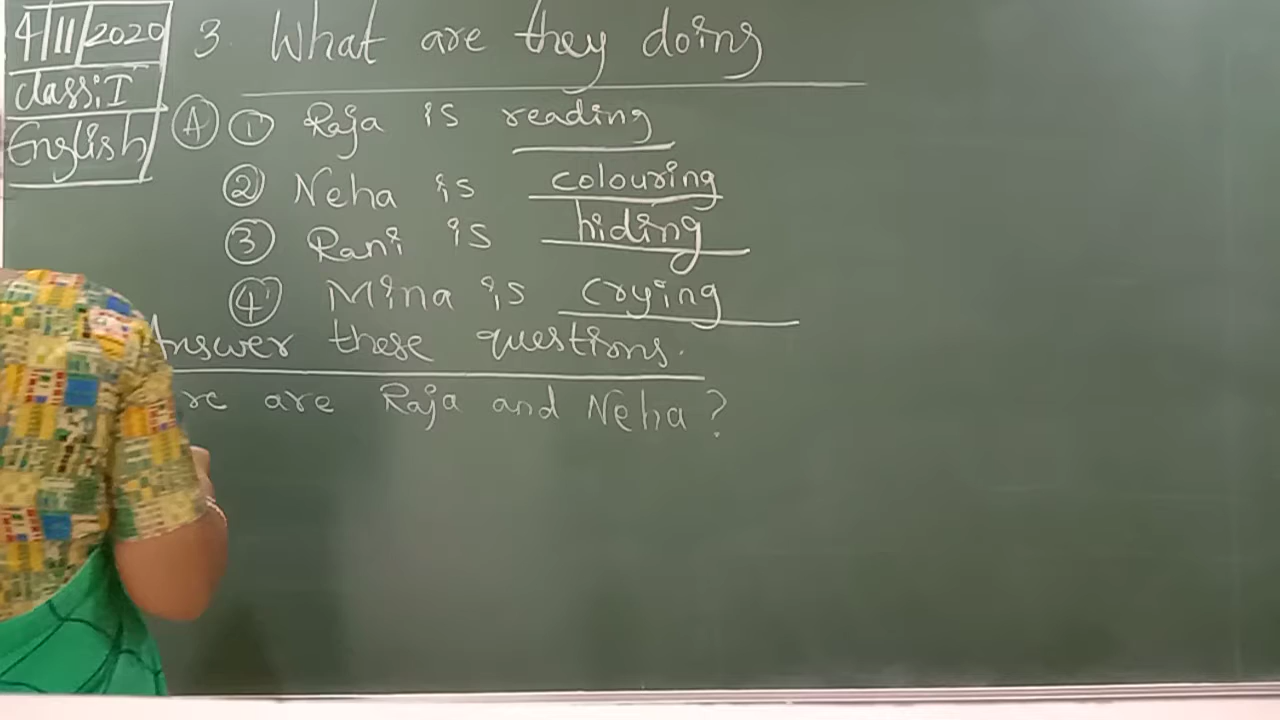 4/11/2020
class: I
English
3. What are they doing
A ① Raja is reading
② Neha is colouring
③ Rani is hiding
④ Mina is crying
Answer these questions.
are Raja and Neha?